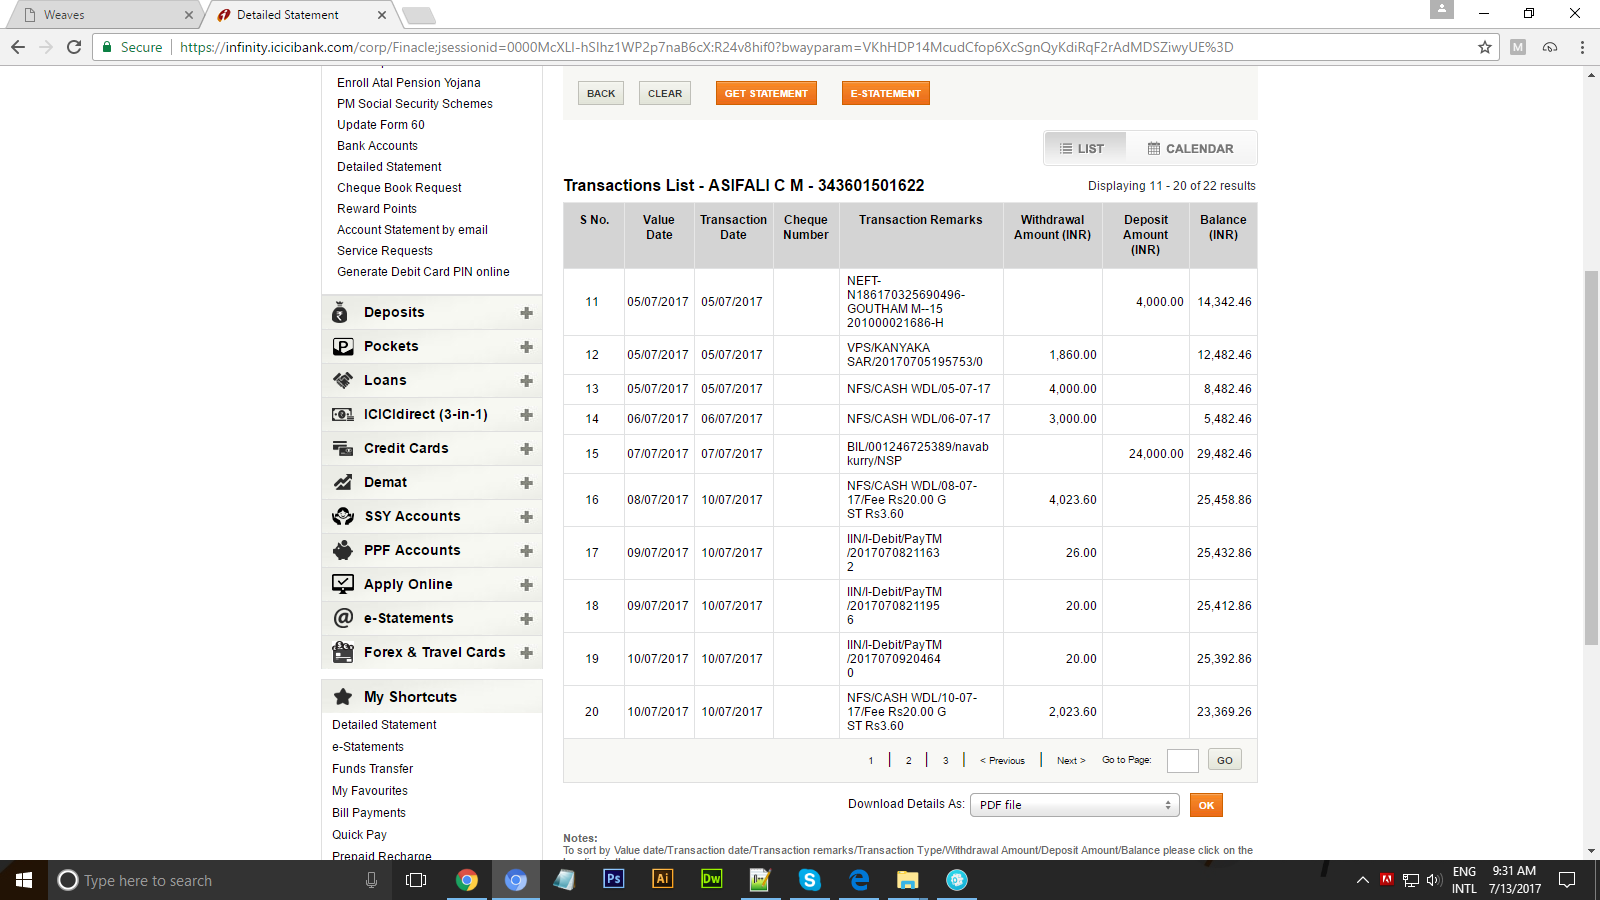 Weaves
Detailed Statement
Secure
https://infinity.icicibank.com/corp/Finacle;jsessionid=0000McXLI-hSIhz1WP2p7naB6cX:R24v8hif0?bwayparam=VKhHDP14McudCfop6XcSgnQyKdiRqF2rAdMDSZiwyUE%3D
M
Enroll Atal Pension Yojana
PM Social Security Schemes
Update Form 60
Bank Accounts
Detailed Statement
Cheque Book Request
Reward Points
Account Statement by email
Service Requests
Generate Debit Card PIN online
Deposits
Pockets
Loans
ICICIdirect (3-in-1)
Credit Cards
Demat
SSY Accounts
PPF Accounts
Apply Online
e-Statements
Forex & Travel Cards
My Shortcuts
Detailed Statement
e-Statements
Funds Transfer
My Favourites
Bill Payments
Quick Pay
Prepaid Recharge
BACK CLEAR GET STATEMENT E-STATEMENT
LIST CALENDAR
Transactions List - ASIFALI C M - 343601501622
Displaying 11 - 20 of 22 results
S No. Value Date Transaction Date Cheque Number Transaction Remarks Withdrawal Amount (INR) Deposit Amount (INR) Balance (INR)
11 05/07/2017 05/07/2017 NEFT-
N186170325690496-
GOUTHAM M--15
201000021686-H 4,000.00 14,342.46
12 05/07/2017 05/07/2017 VPS/KANYAKA
SAR/20170705195753/0 1,860.00 12,482.46
13 05/07/2017 05/07/2017 NFS/CASH WDL/05-07-17 4,000.00 8,482.46
14 06/07/2017 06/07/2017 NFS/CASH WDL/06-07-17 3,000.00 5,482.46
15 07/07/2017 07/07/2017 BIL/001246725389/navab
kurry/NSP 24,000.00 29,482.46
16 08/07/2017 10/07/2017 NFS/CASH WDL/08-07-
17/Fee Rs20.00 G
ST Rs3.60 4,023.60 25,458.86
17 09/07/2017 10/07/2017 IIN/I-Debit/PayTM
/2017070821163
2 26.00 25,432.86
18 09/07/2017 10/07/2017 IIN/I-Debit/PayTM
/2017070821195
6 20.00 25,412.86
19 10/07/2017 10/07/2017 IIN/I-Debit/PayTM
/2017070920464
0 20.00 25,392.86
20 10/07/2017 10/07/2017 NFS/CASH WDL/10-07-
17/Fee Rs20.00 G
ST Rs3.60 2,023.60 23,369.26
1 | 2 | 3 | < Previous | Next > Go to Page: GO
Download Details As: PDF file OK
Notes:
To sort by Value date/Transaction date/Transaction remarks/Transaction Type/Withdrawal Amount/Deposit Amount/Balance please click on the
Type here to search
Ps
Ai
Dw
ENG
INTL
9:31 AM
7/13/2017